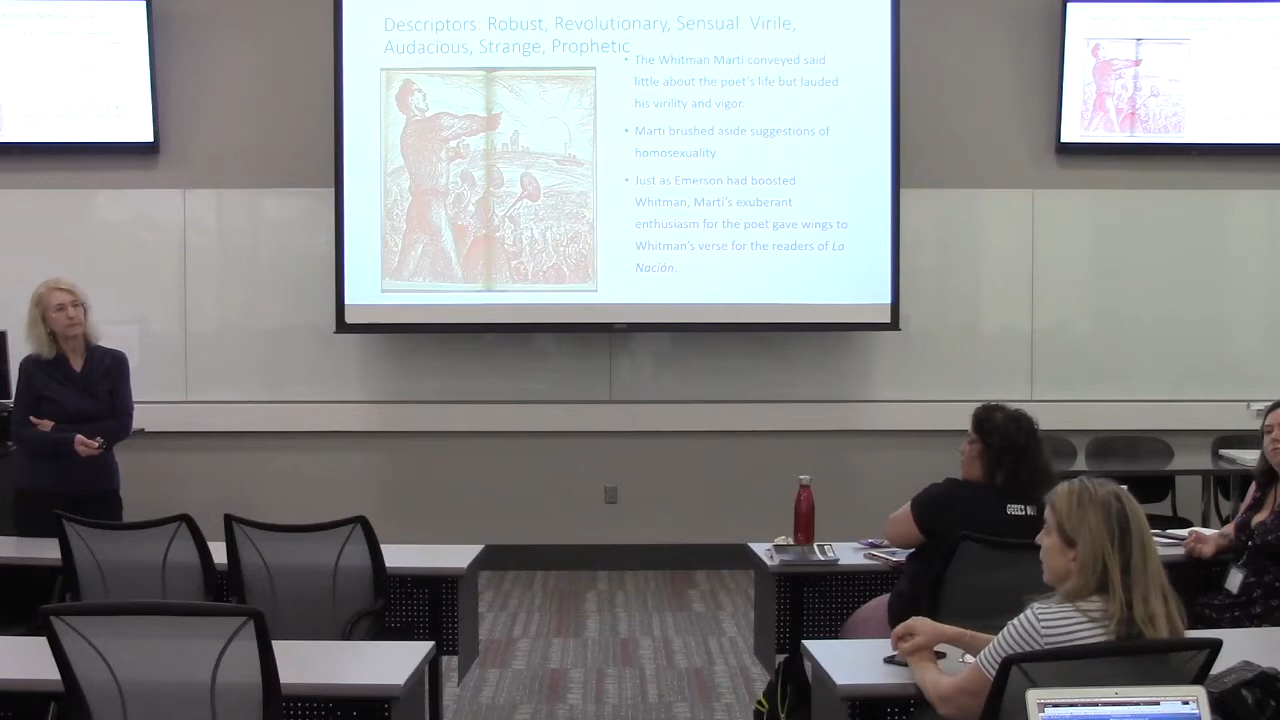 Descriptors: Robust, Revolutionary, Sensual. Virile,
Audacious, Strange, Prophetic
• The Whitman Martí conveyed said
little about the poet's life but lauded
his virility and vigor.
• Martí brushed aside suggestions of
homosexuality.
• Just as Emerson had boosted
Whitman, Martí's exuberant
enthusiasm for the poet gave wings to
Whitman's verse for the readers of La
Nación.
GEEKS